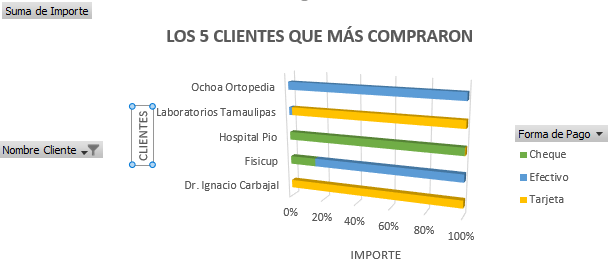 Suma de Importe
LOS 5 CLIENTES QUE MÁS COMPRARON
CLIENTES
Ochoa Ortopedia
Laboratorios Tamaulipas
Hospital Pio
Fisicup
Dr. Ignacio Carbajal
0% 20% 40% 60% 80% 100%
IMPORTE
Nombre Cliente
Forma de Pago
Cheque
Efectivo
Tarjeta